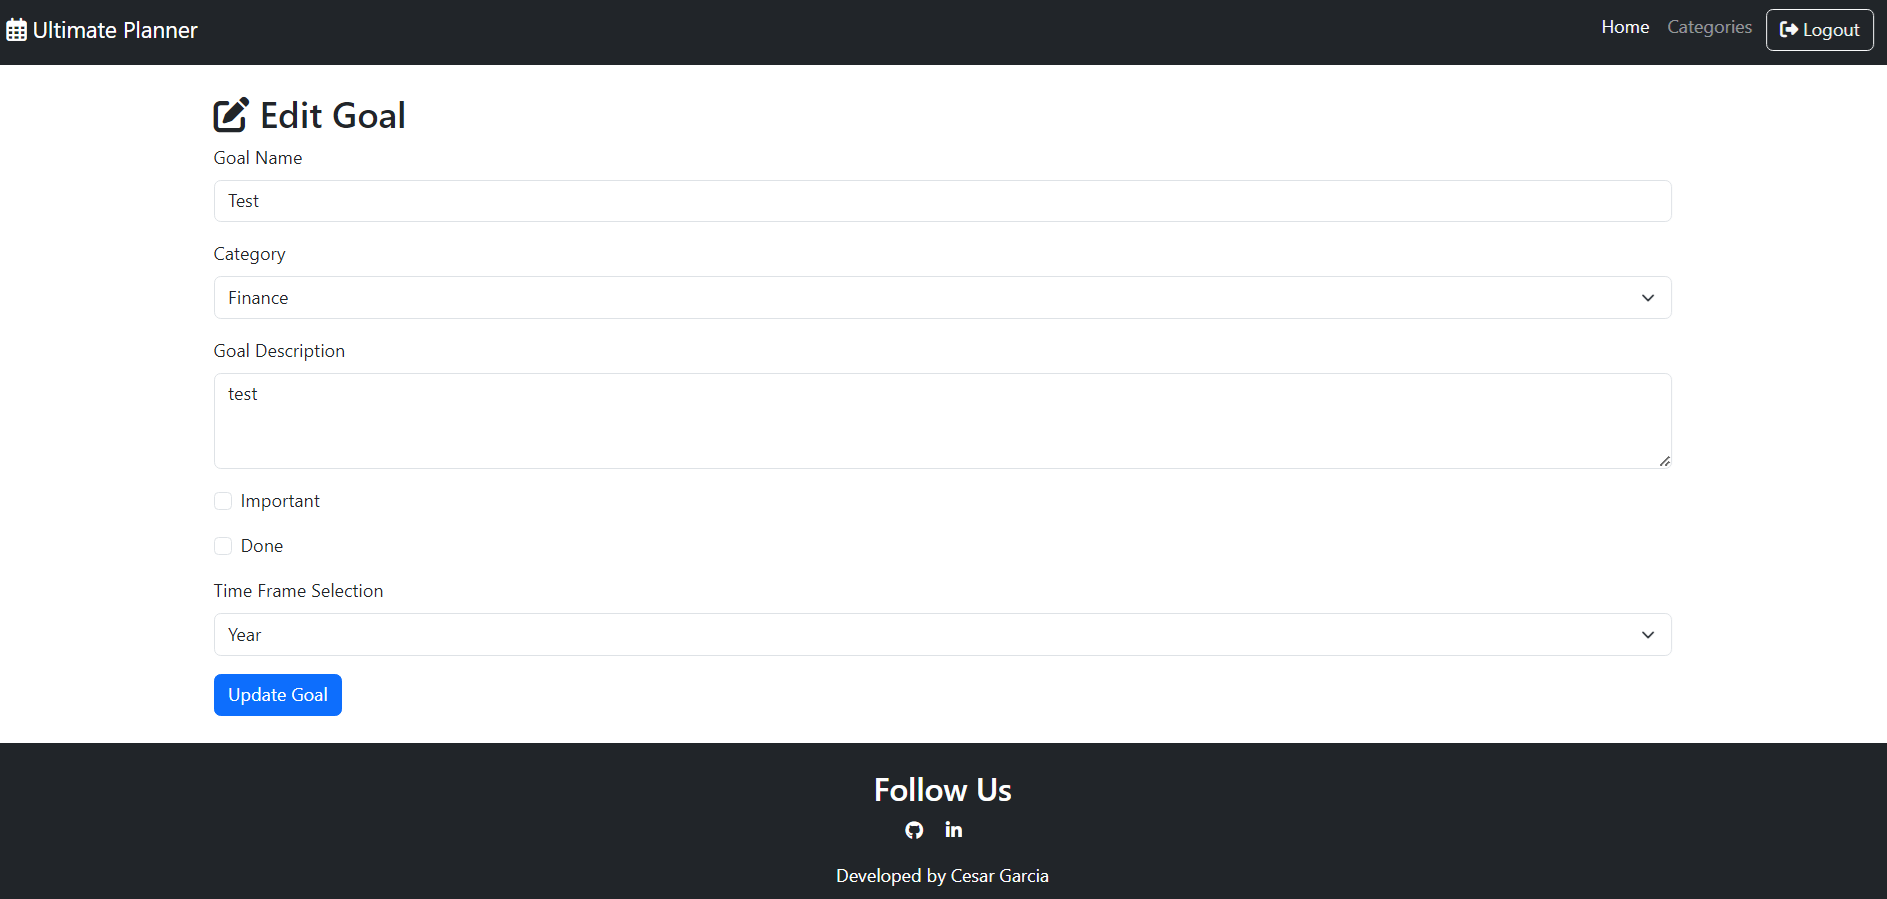 Ultimate Planner
Home Categories Logout
Edit Goal
Goal Name
Test
Category
Finance
Goal Description
test
Important
Done
Time Frame Selection
Year
Update Goal
Follow Us
in
Developed by Cesar Garcia